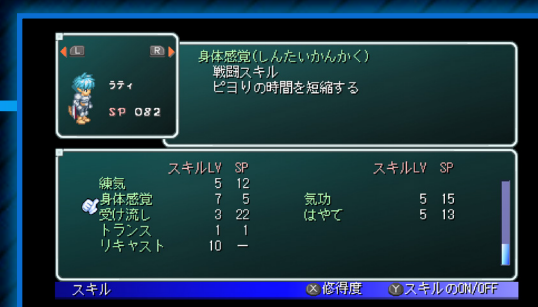 L R
ラティ
SP 082
身体感覚(しんたいかんかく)
戦闘スキル
ピヨりの時間を短縮する
スキルLV SP スキルLV SP
練気 5 12
身体感覚 7 5 気功 5 15
受け流し 3 22 はやて 5 13
トランス 1 1
リキャスト 10 —
スキル Ⓧ修得度 ⓎスキルのON/OFF